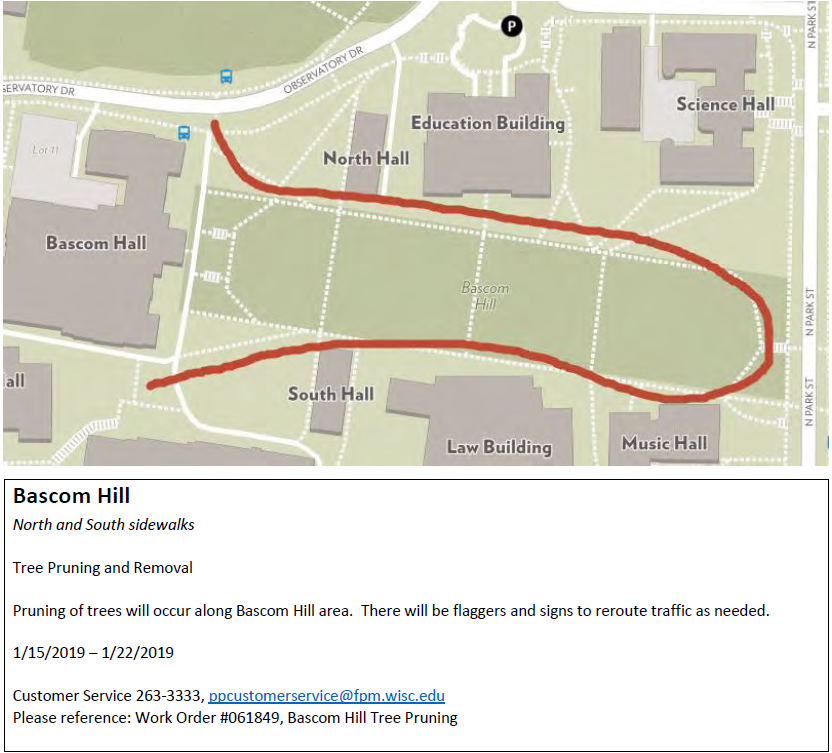 N PARK ST
P
OBSERVATORY DR
SERVATORY DR
Science Hall
Education Building
Lot 11
North Hall
Bascom Hall
Bascom
Hill
N PARK ST
all
South Hall
N PARK ST
Law Building
Music Hall
Bascom Hill
North and South sidewalks
Tree Pruning and Removal
Pruning of trees will occur along Bascom Hill area.  There will be flaggers and signs to reroute traffic as needed.
1/15/2019 – 1/22/2019
Customer Service 263-3333, ppcustomerservice@fpm.wisc.edu
Please reference: Work Order #061849, Bascom Hill Tree Pruning